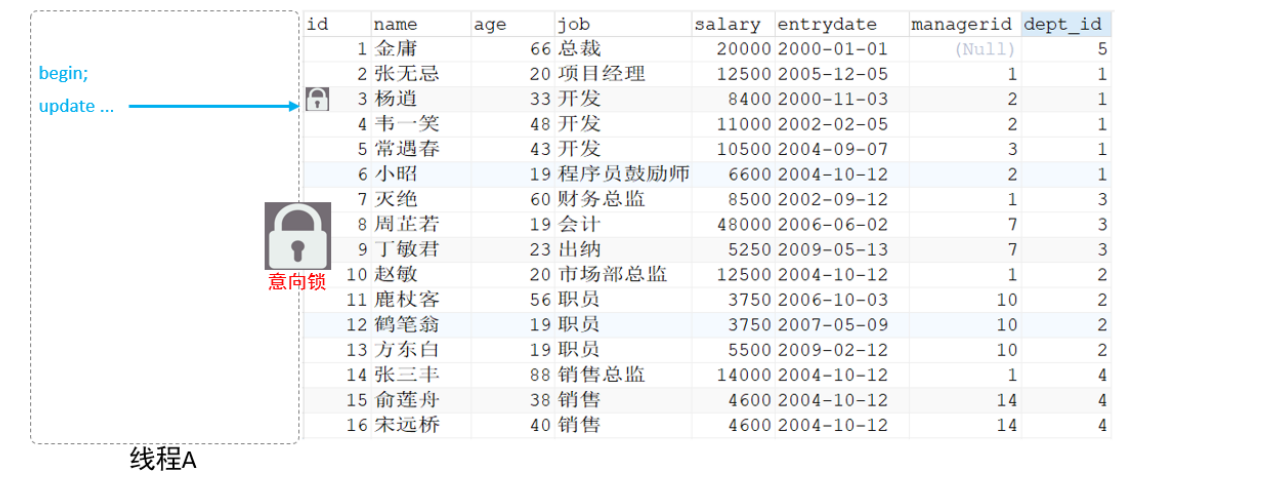 id name age job salary entrydate managerid dept_id
1 金庸 66 总裁 20000 2000-01-01 (Null) 5
begin;
2 张无忌 20 项目经理 12500 2005-12-05 1 1
update ...
3 杨逍 33 开发 8400 2000-11-03 2 1
4 韦一笑 48 开发 11000 2002-02-05 2 1
5 常遇春 43 开发 10500 2004-09-07 3 1
6 小昭 19 程序员鼓励师 6600 2004-10-12 2 1
7 灭绝 60 财务总监 8500 2002-09-12 1 3
8 周芷若 19 会计 48000 2006-06-02 7 3
9 丁敏君 23 出纳 5250 2009-05-13 7 3
意向锁
10 赵敏 20 市场部总监 12500 2004-10-12 1 2
11 鹿杖客 56 职员 3750 2006-10-03 10 2
12 鹤笔翁 19 职员 3750 2007-05-09 10 2
13 方东白 19 职员 5500 2009-02-12 10 2
14 张三丰 88 销售总监 14000 2004-10-12 1 4
15 俞莲舟 38 销售 4600 2004-10-12 14 4
16 宋远桥 40 销售 4600 2004-10-12 14 4
线程A